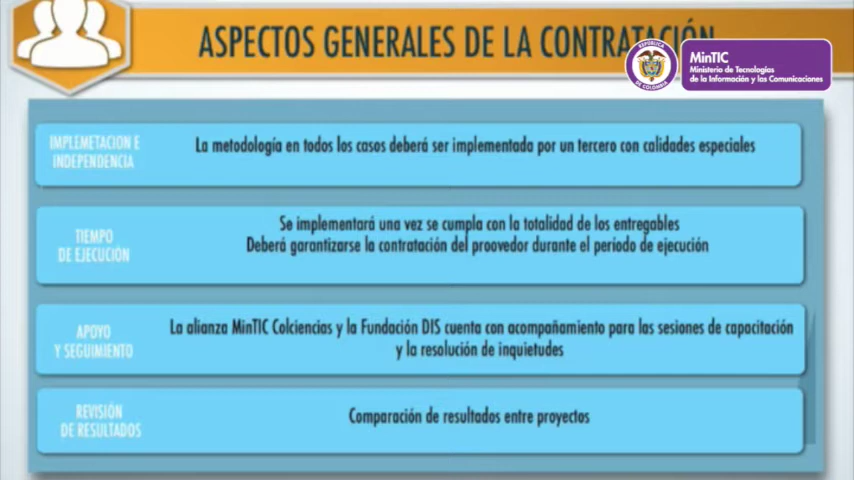 ASPECTOS GENERALES DE LA CONTRATACIÓN
REPÚBLICA
DE COLOMBIA
MinTIC
Ministerio de Tecnologías
de la Información y las Comunicaciones
IMPLEMETACION E
INDEPENDENCIA
La metodología en todos los casos deberá ser implementada por un tercero con calidades especiales
TIEMPO
DE EJECUCIÓN
Se implementará una vez se cumpla con la totalidad de los entregables
Deberá garantizarse la contratación del proovedor durante el período de ejecución
APOYO
Y SEGUIMIENTO
La alianza MinTIC Colciencias y la Fundación DIS cuenta con acompañamiento para las sesiones de capacitación
y la resolución de inquietudes
REVISIÓN
DE RESULTADOS
Comparación de resultados entre proyectos